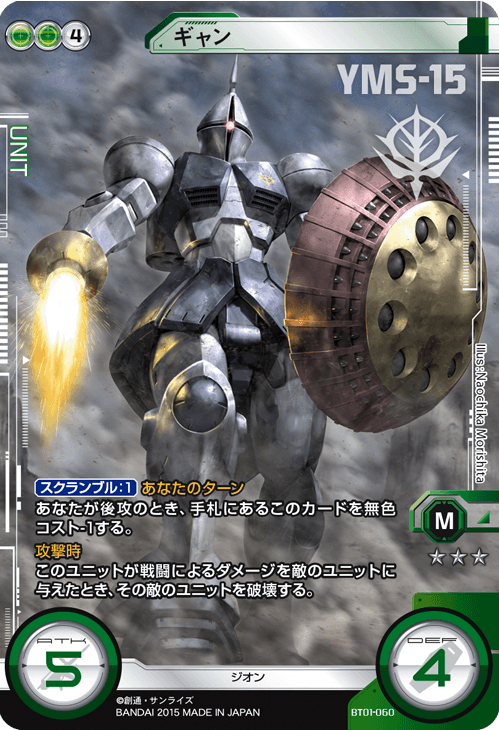 4
ギャン
YMS-15
UNIT
Illus:Naochika Morishita
スクランブル:1 あなたのターン
あなたが後攻のとき、手札にあるこのカードを無色
コスト-1する。
攻撃時
このユニットが戦闘によるダメージを敵のユニットに
与えたとき、その敵のユニットを破壊する。
M
ATK
5
DEF
4
ジオン
©創通・サンライズ
BANDAI 2015 MADE IN JAPAN
BT01-060